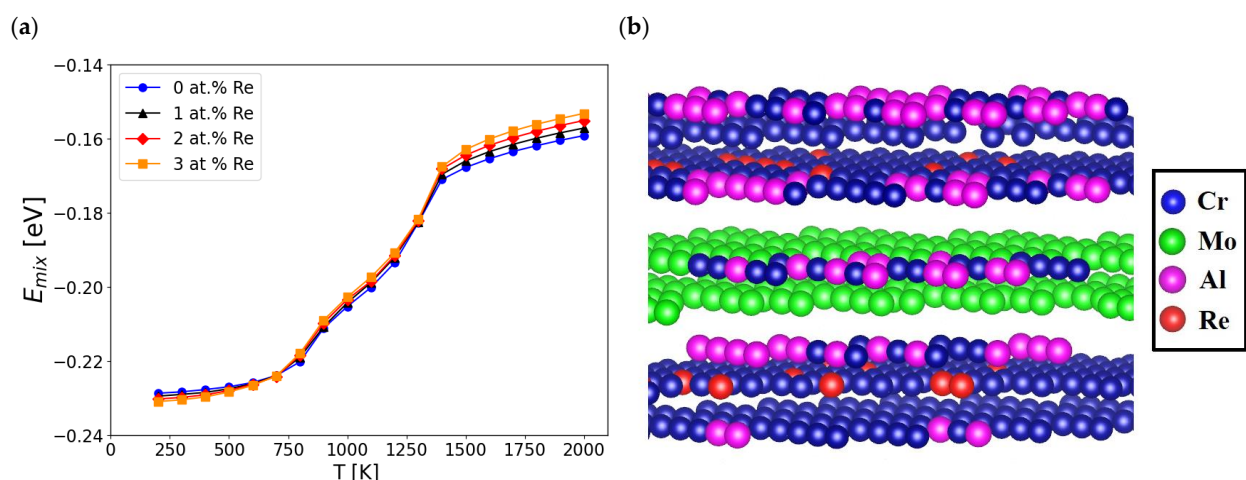 (a)
(b)
−0.14
−0.16
−0.18
−0.20
−0.22
−0.24
E_mix [eV]
0 at.% Re
1 at.% Re
2 at.% Re
3 at % Re
0 250 500 750 1000 1250 1500 1750 2000
T [K]
Cr
Mo
Al
Re